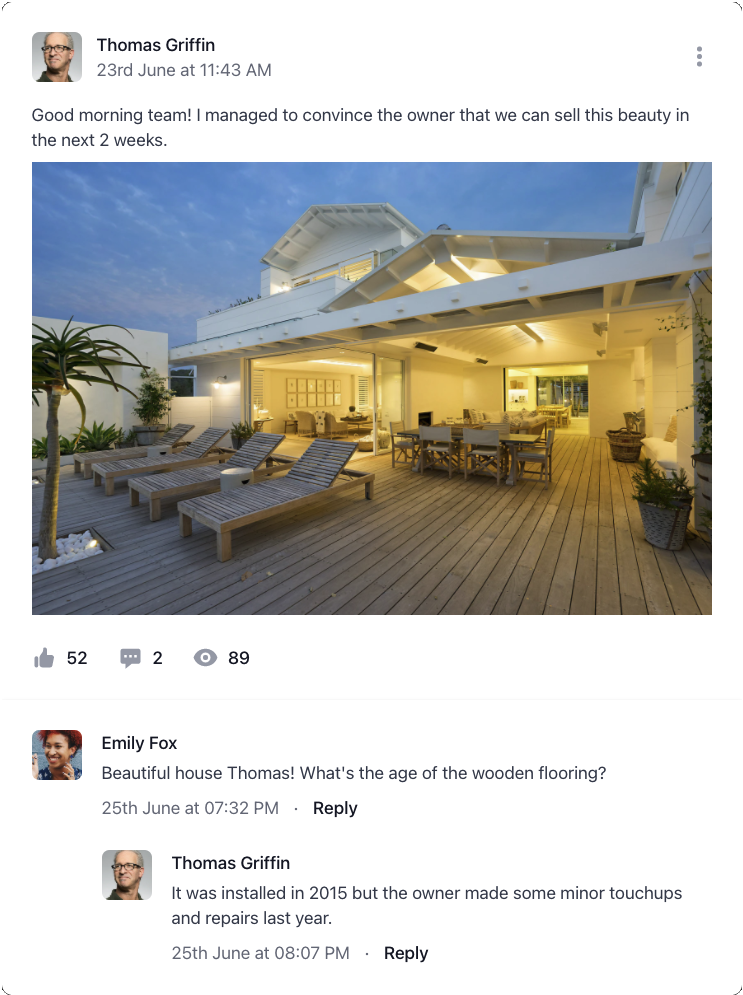 Thomas Griffin
23rd June at 11:43 AM
Good morning team! I managed to convince the owner that we can sell this beauty in
the next 2 weeks.
52 2 89
Emily Fox
Beautiful house Thomas! What's the age of the wooden flooring?
25th June at 07:32 PM · Reply
Thomas Griffin
It was installed in 2015 but the owner made some minor touchups
and repairs last year.
25th June at 08:07 PM · Reply